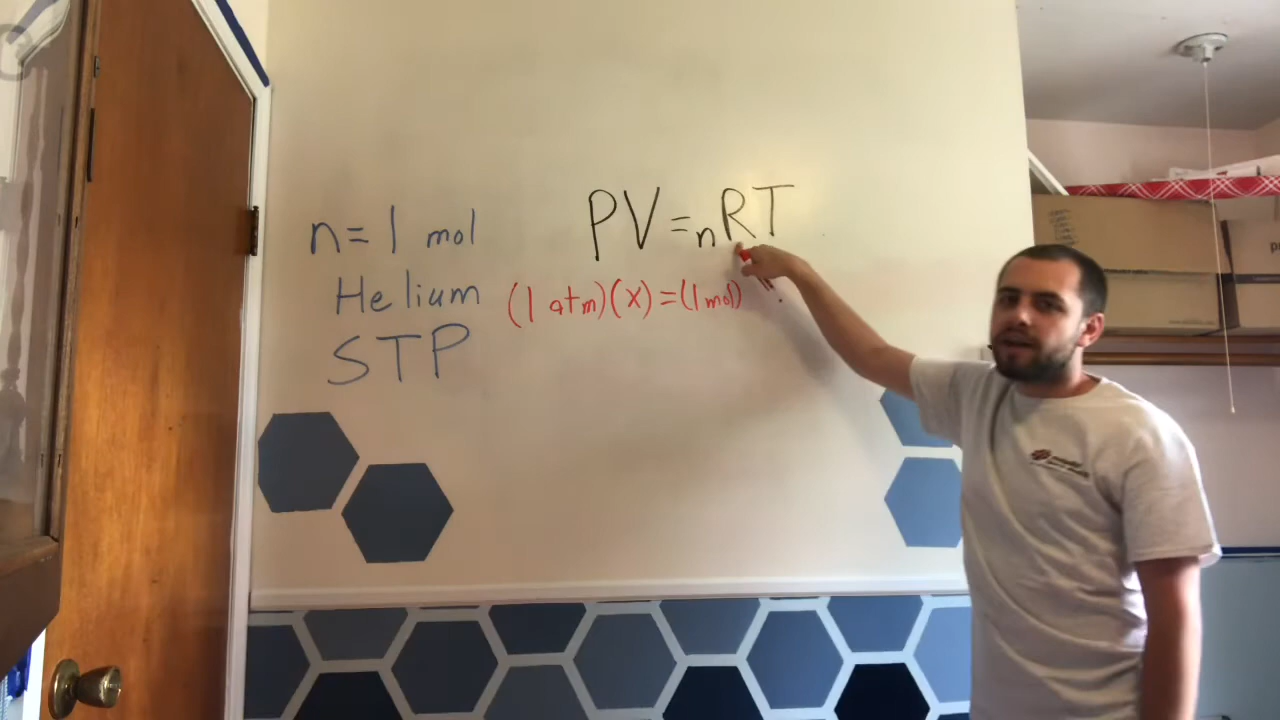 n = 1 mol
Helium
STP
PV = nRT
(1 atm)(x) = (1 mol)